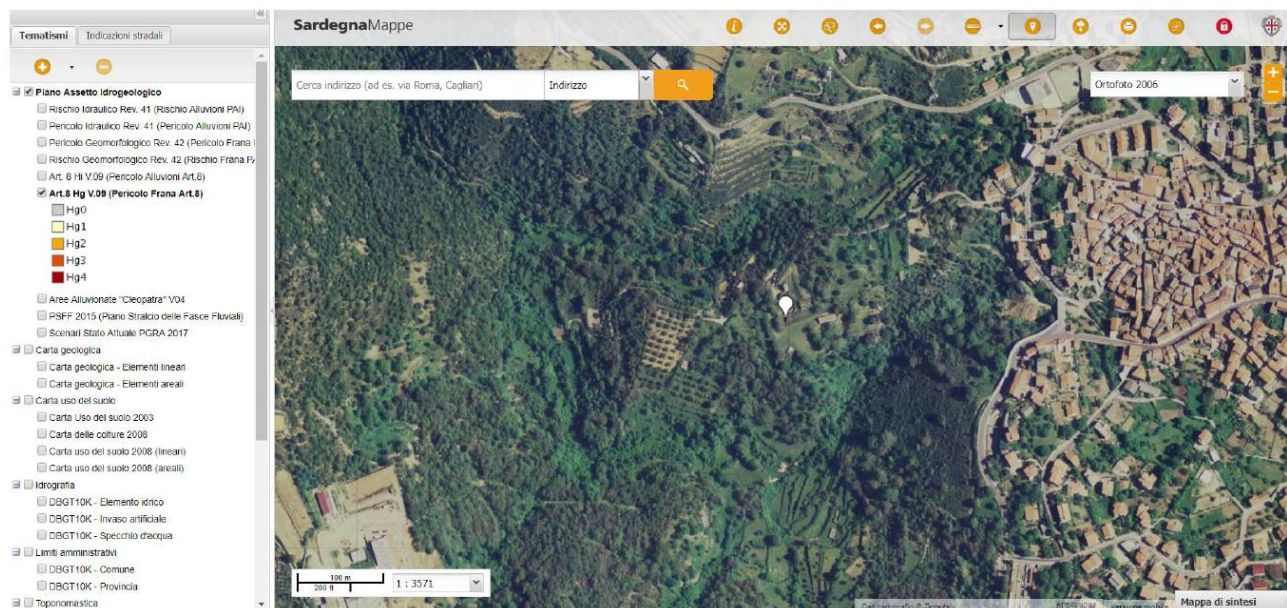 Tematismi
Indicazioni stradali
Piano Assetto Idrogeologico
Rischio Idraulico Rev. 41 (Rischio Alluvioni PAI)
Pericolo Idraulico Rev. 41 (Pericolo Alluvioni PAI)
Pericolo Geomorfologico Rev. 42 (Pericolo Frana
Rischio Geomorfologico Rev. 42 (Rischio Frana
Art. 8 Hi V.09 (Pericolo Alluvioni Art.8)
Art.8 Hg V.09 (Pericolo Frana Art.8)
Hg0
Hg1
Hg2
Hg3
Hg4
Aree Alluvionate "Cleopatra" V04
PSFF 2015 (Piano Stralcio delle Fasce Fluviali)
Scenari Stato Attuale PGRA 2017
Carta geologica
Carta geologica - Elementi lineari
Carta geologica - Elementi areali
Carta uso del suolo
Carta Uso del suolo 2003
Carta delle colture 2008
Carta uso del suolo 2008 (lineari)
Carta uso del suolo 2008 (areali)
Idrografia
DBGT10K - Elemento idrico
DBGT10K - Invaso artificiale
DBGT10K - Specchio d'acqua
Limiti amministrativi
DBGT10K - Comune
DBGT10K - Provincia
Toponomastica
SardegnaMappe
Cerca indirizzo (ad es. via Roma, Cagliari)
Indirizzo
Ortofoto 2006
100 m
200 ft
1 : 3571
Mappa di sintesi